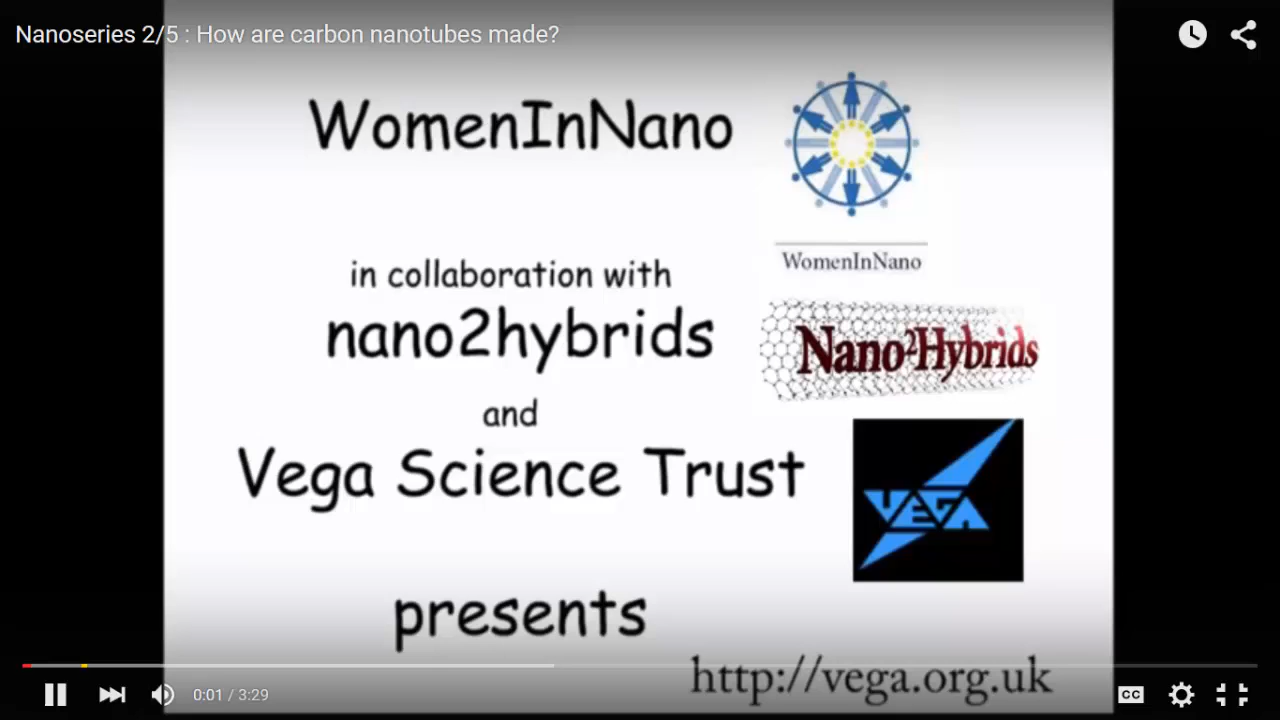 Nanoseries 2/5 : How are carbon nanotubes made?
WomenInNano
WomenInNano
in collaboration with
nano2hybrids
Nano²Hybrids
and
Vega Science Trust
VEGA
presents
http://vega.org.uk
0:01 / 3:29
CC